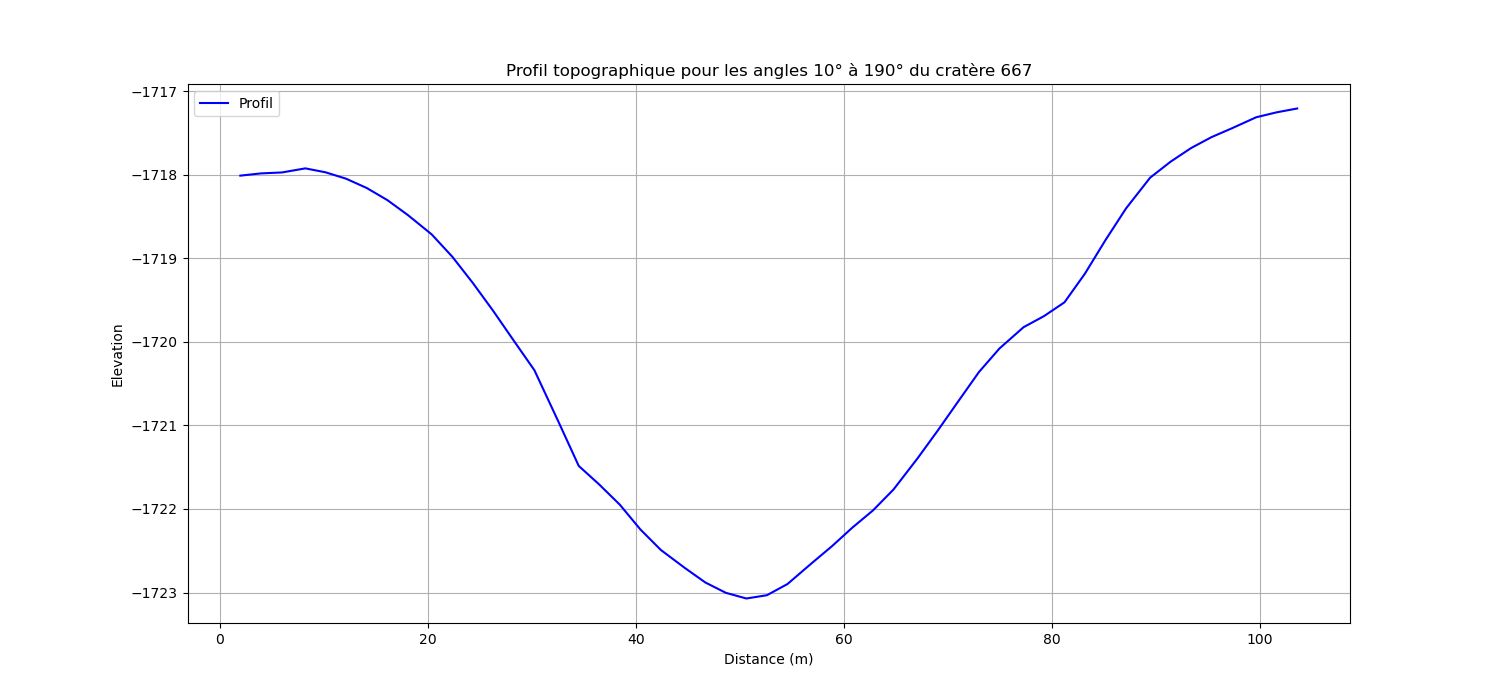 Profil topographique pour les angles 10° à 190° du cratère 667
Profil
−1717
−1718
−1719
−1720
−1721
−1722
−1723
Elevation
0 20 40 60 80 100
Distance (m)